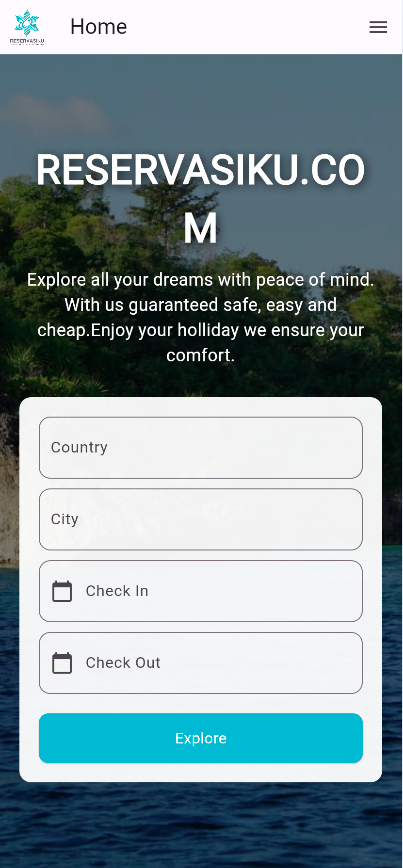 RESERVASIKU
Home
RESERVASIKU.CO
M
Explore all your dreams with peace of mind.
With us guaranteed safe, easy and
cheap.Enjoy your holliday we ensure your
comfort.
Country
City
Check In
Check Out
Explore